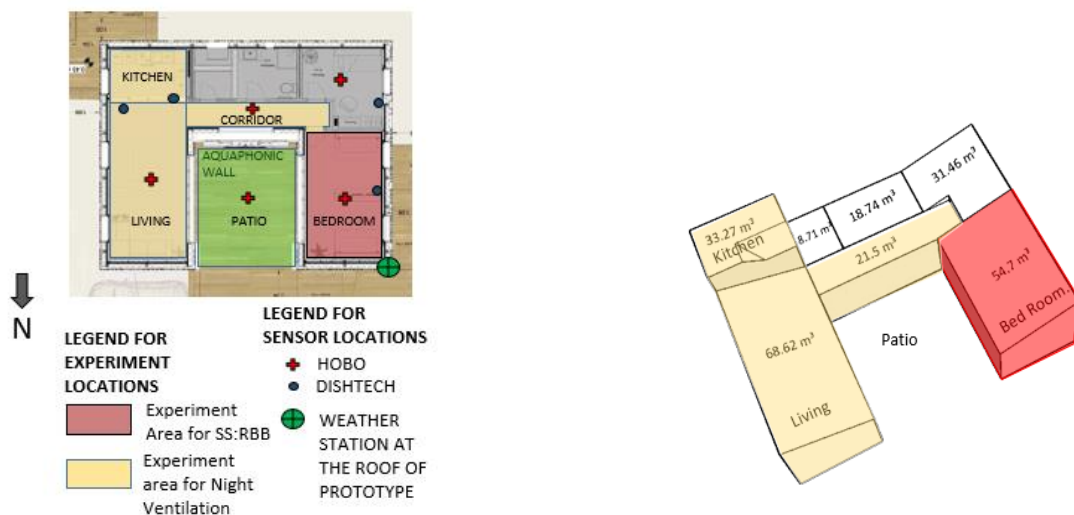 KITCHEN
CORRIDOR
AQUAPHONIC
WALL
LIVING
PATIO
BEDROOM
N
LEGEND FOR
EXPERIMENT
LOCATIONS
Experiment
Area for SS:RBB
Experiment
area for Night
Ventilation
LEGEND FOR
SENSOR LOCATIONS
HOBO
DISHTECH
WEATHER
STATION AT
THE ROOF OF
PROTOTYPE
31.46 m³
18.74 m³
8.71 m³
33.27 m³
Kitchen
21.5 m³
54.7 m³
Bed Room.
Patio
68.62 m³
Living